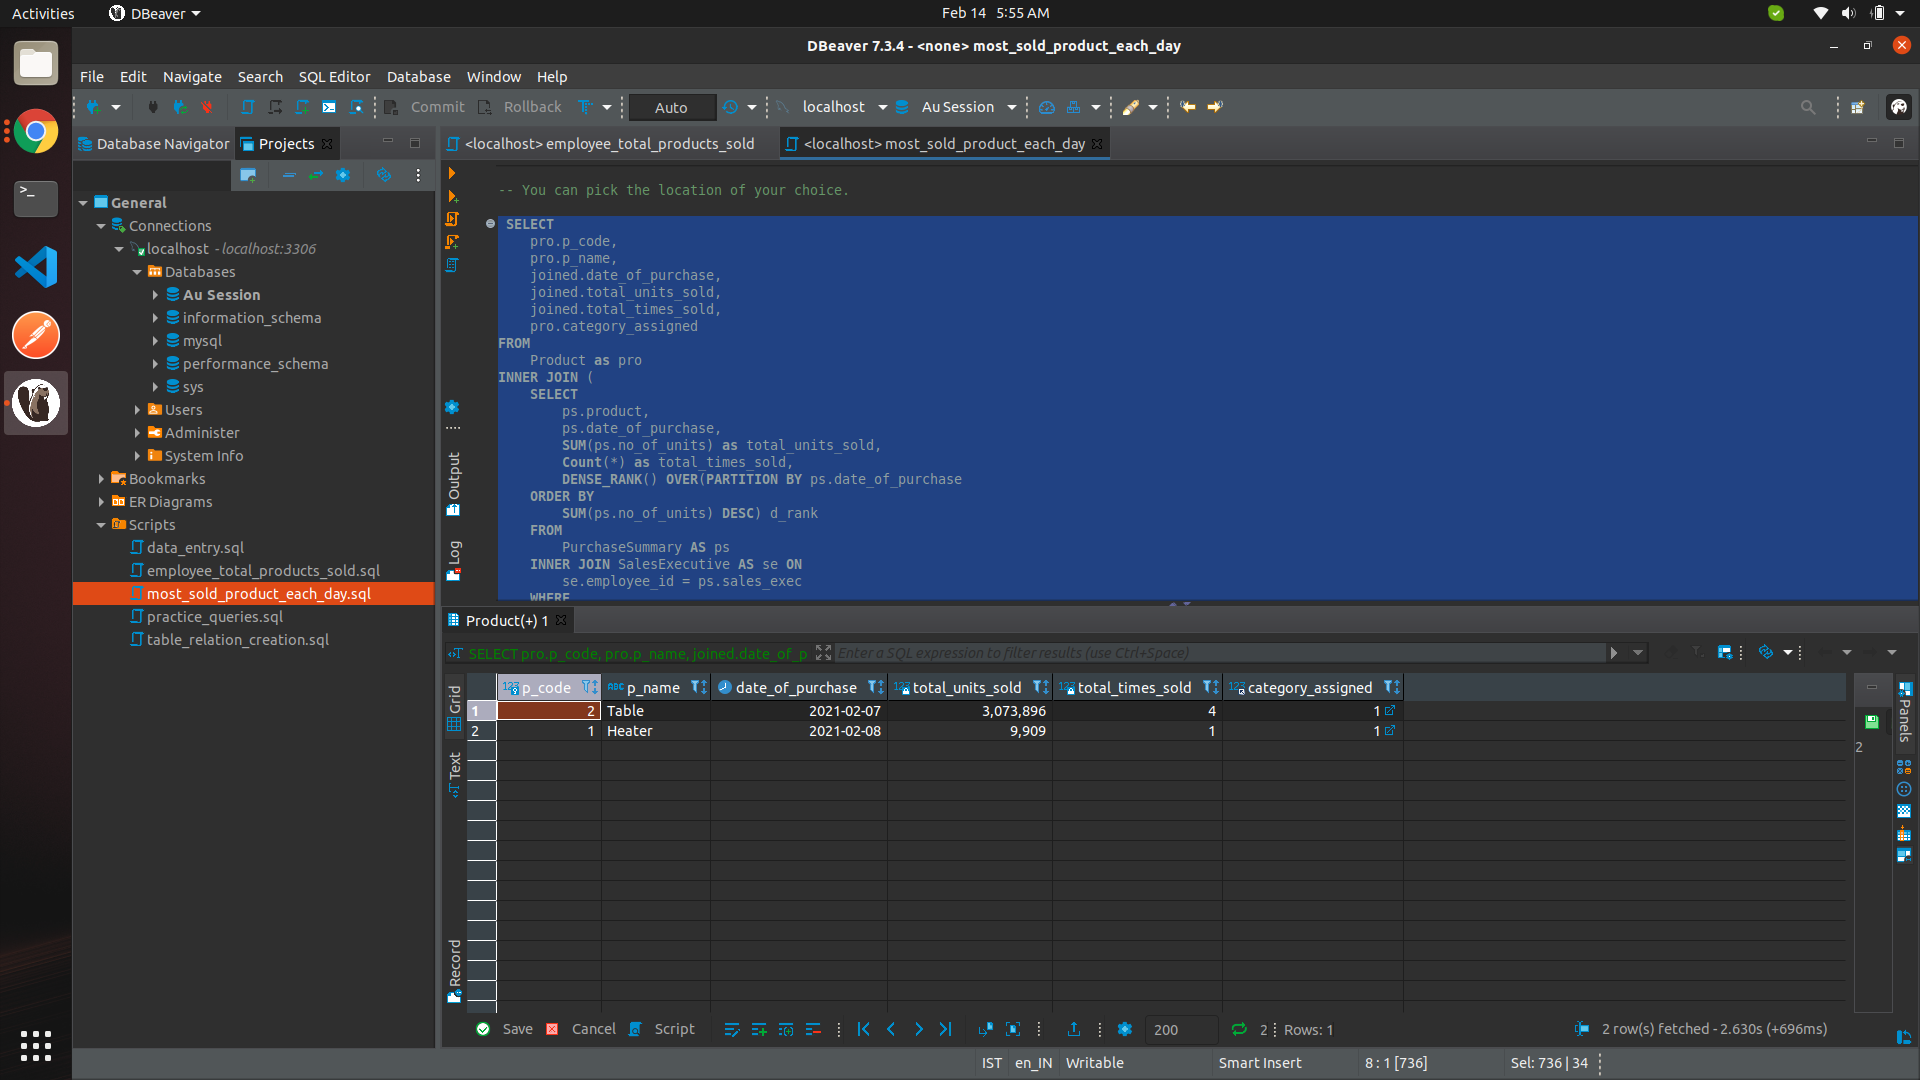 Activities
DBeaver
Feb 14 5:55 AM
DBeaver 7.3.4 - <none> most_sold_product_each_day
File Edit Navigate Search SQL Editor Database Window Help
Commit Rollback Auto localhost Au Session
Database Navigator
Projects
<localhost> employee_total_products_sold
<localhost> most_sold_product_each_day
General
Connections
localhost - localhost:3306
Databases
Au Session
information_schema
mysql
performance_schema
sys
Users
Administer
System Info
Bookmarks
ER Diagrams
Scripts
data_entry.sql
employee_total_products_sold.sql
most_sold_product_each_day.sql
practice_queries.sql
table_relation_creation.sql
Output
Log
-- You can pick the location of your choice.
SELECT
pro.p_code,
pro.p_name,
joined.date_of_purchase,
joined.total_units_sold,
joined.total_times_sold,
pro.category_assigned
FROM
Product as pro
INNER JOIN (
SELECT
ps.product,
ps.date_of_purchase,
SUM(ps.no_of_units) as total_units_sold,
Count(*) as total_times_sold,
DENSE_RANK() OVER(PARTITION BY ps.date_of_purchase
ORDER BY
SUM(ps.no_of_units) DESC) d_rank
FROM
PurchaseSummary AS ps
INNER JOIN SalesExecutive AS se ON
se.employee_id = ps.sales_exec
WHERE
Product(+) 1
SELECT pro.p_code, pro.p_name, joined.date_of_p
Enter a SQL expression to filter results (use Ctrl+Space)
Grid
Text
Record
Panels
123 p_code ABC p_name date_of_purchase 123 total_units_sold 123 total_times_sold 123 category_assigned
1 2 Table 2021-02-07 3,073,896 4 1
2 1 Heater 2021-02-08 9,909 1 1
2
Save Cancel Script 200 2 Rows: 1
2 row(s) fetched - 2.630s (+696ms)
IST en_IN Writable Smart Insert 8 : 1 [736] Sel: 736 | 34